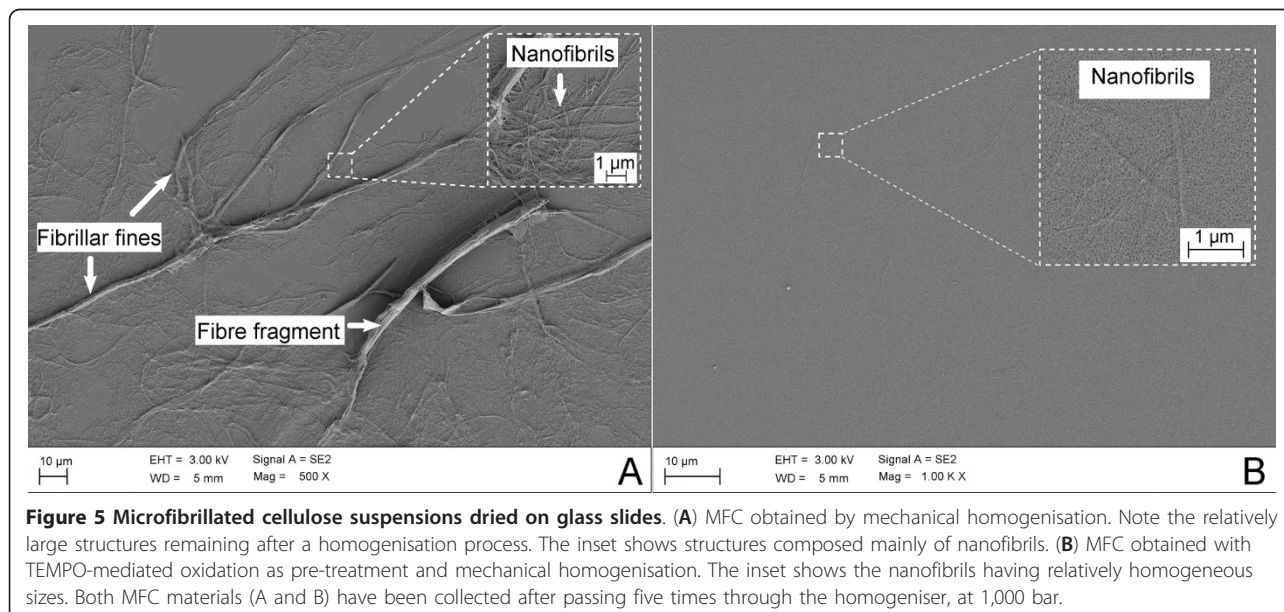 Nanofibrils
1 µm
Fibrillar fines
Fibre fragment
10 µm
EHT = 3.00 kV
Signal A = SE2
WD = 5 mm
Mag = 500 X
A
Nanofibrils
1 µm
10 µm
EHT = 3.00 kV
Signal A = SE2
WD = 5 mm
Mag = 1.00 K X
B
Figure 5 Microfibrillated cellulose suspensions dried on glass slides. (A) MFC obtained by mechanical homogenisation. Note the relatively
large structures remaining after a homogenisation process. The inset shows structures composed mainly of nanofibrils. (B) MFC obtained with
TEMPO-mediated oxidation as pre-treatment and mechanical homogenisation. The inset shows the nanofibrils having relatively homogeneous
sizes. Both MFC materials (A and B) have been collected after passing five times through the homogeniser, at 1,000 bar.